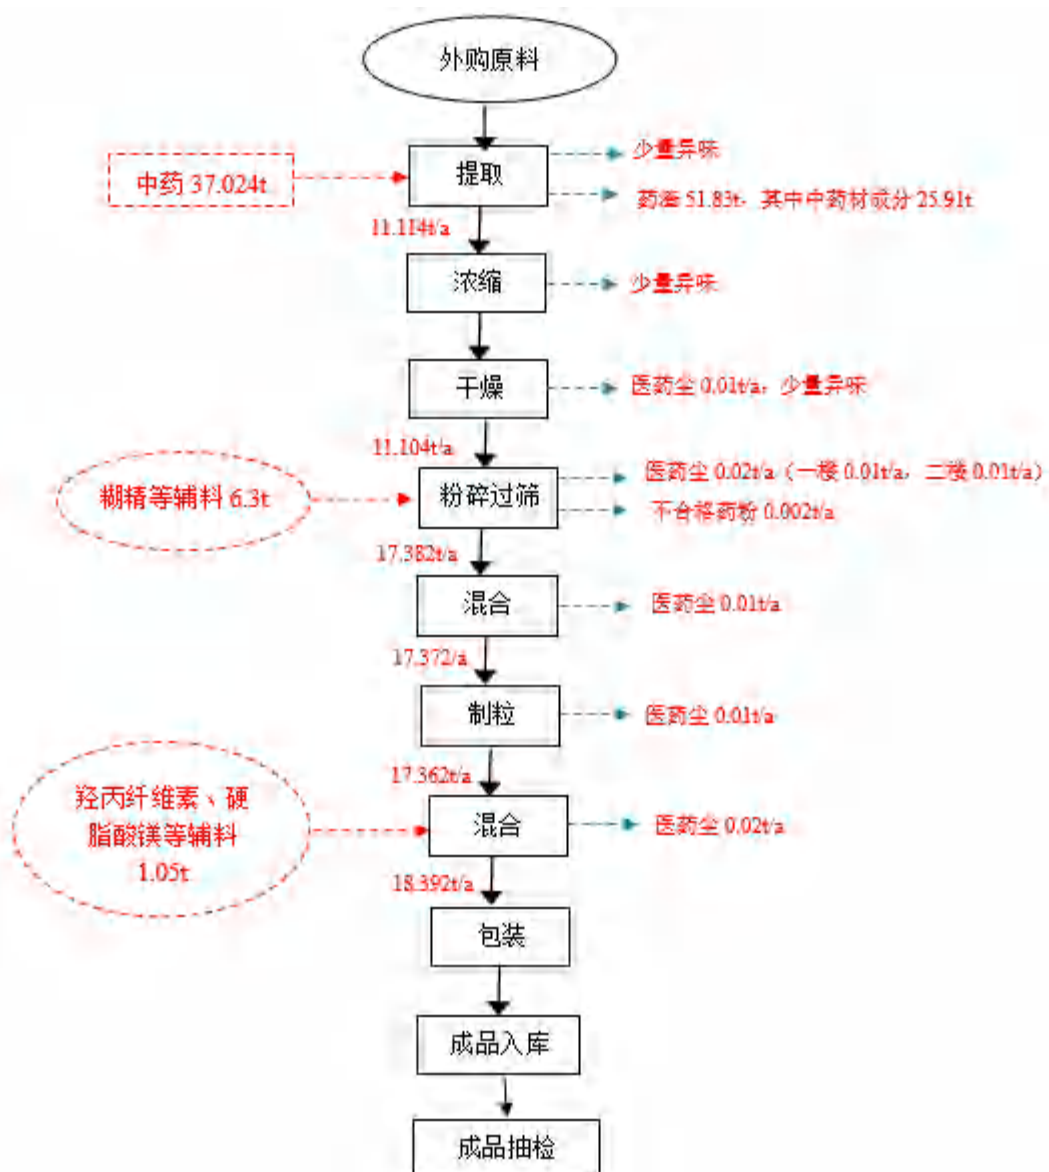 外购原料
少量异味
中药 37.024t
提取
药渣 51.83t，其中中药材成分 25.91t
11.114t/a
浓缩
少量异味
干燥
医药尘 0.01t/a，少量异味
11.104t/a
糊精等辅料 6.3t
粉碎过筛
医药尘 0.02t/a（一楼 0.01t/a，二楼 0.01t/a）
不合格药粉 0.002t/a
17.382t/a
混合
医药尘 0.01t/a
17.372/a
制粒
医药尘 0.01t/a
17.362t/a
羟丙纤维素、硬
脂酸镁等辅料
1.05t
混合
医药尘 0.02t/a
18.392t/a
包装
成品入库
成品抽检